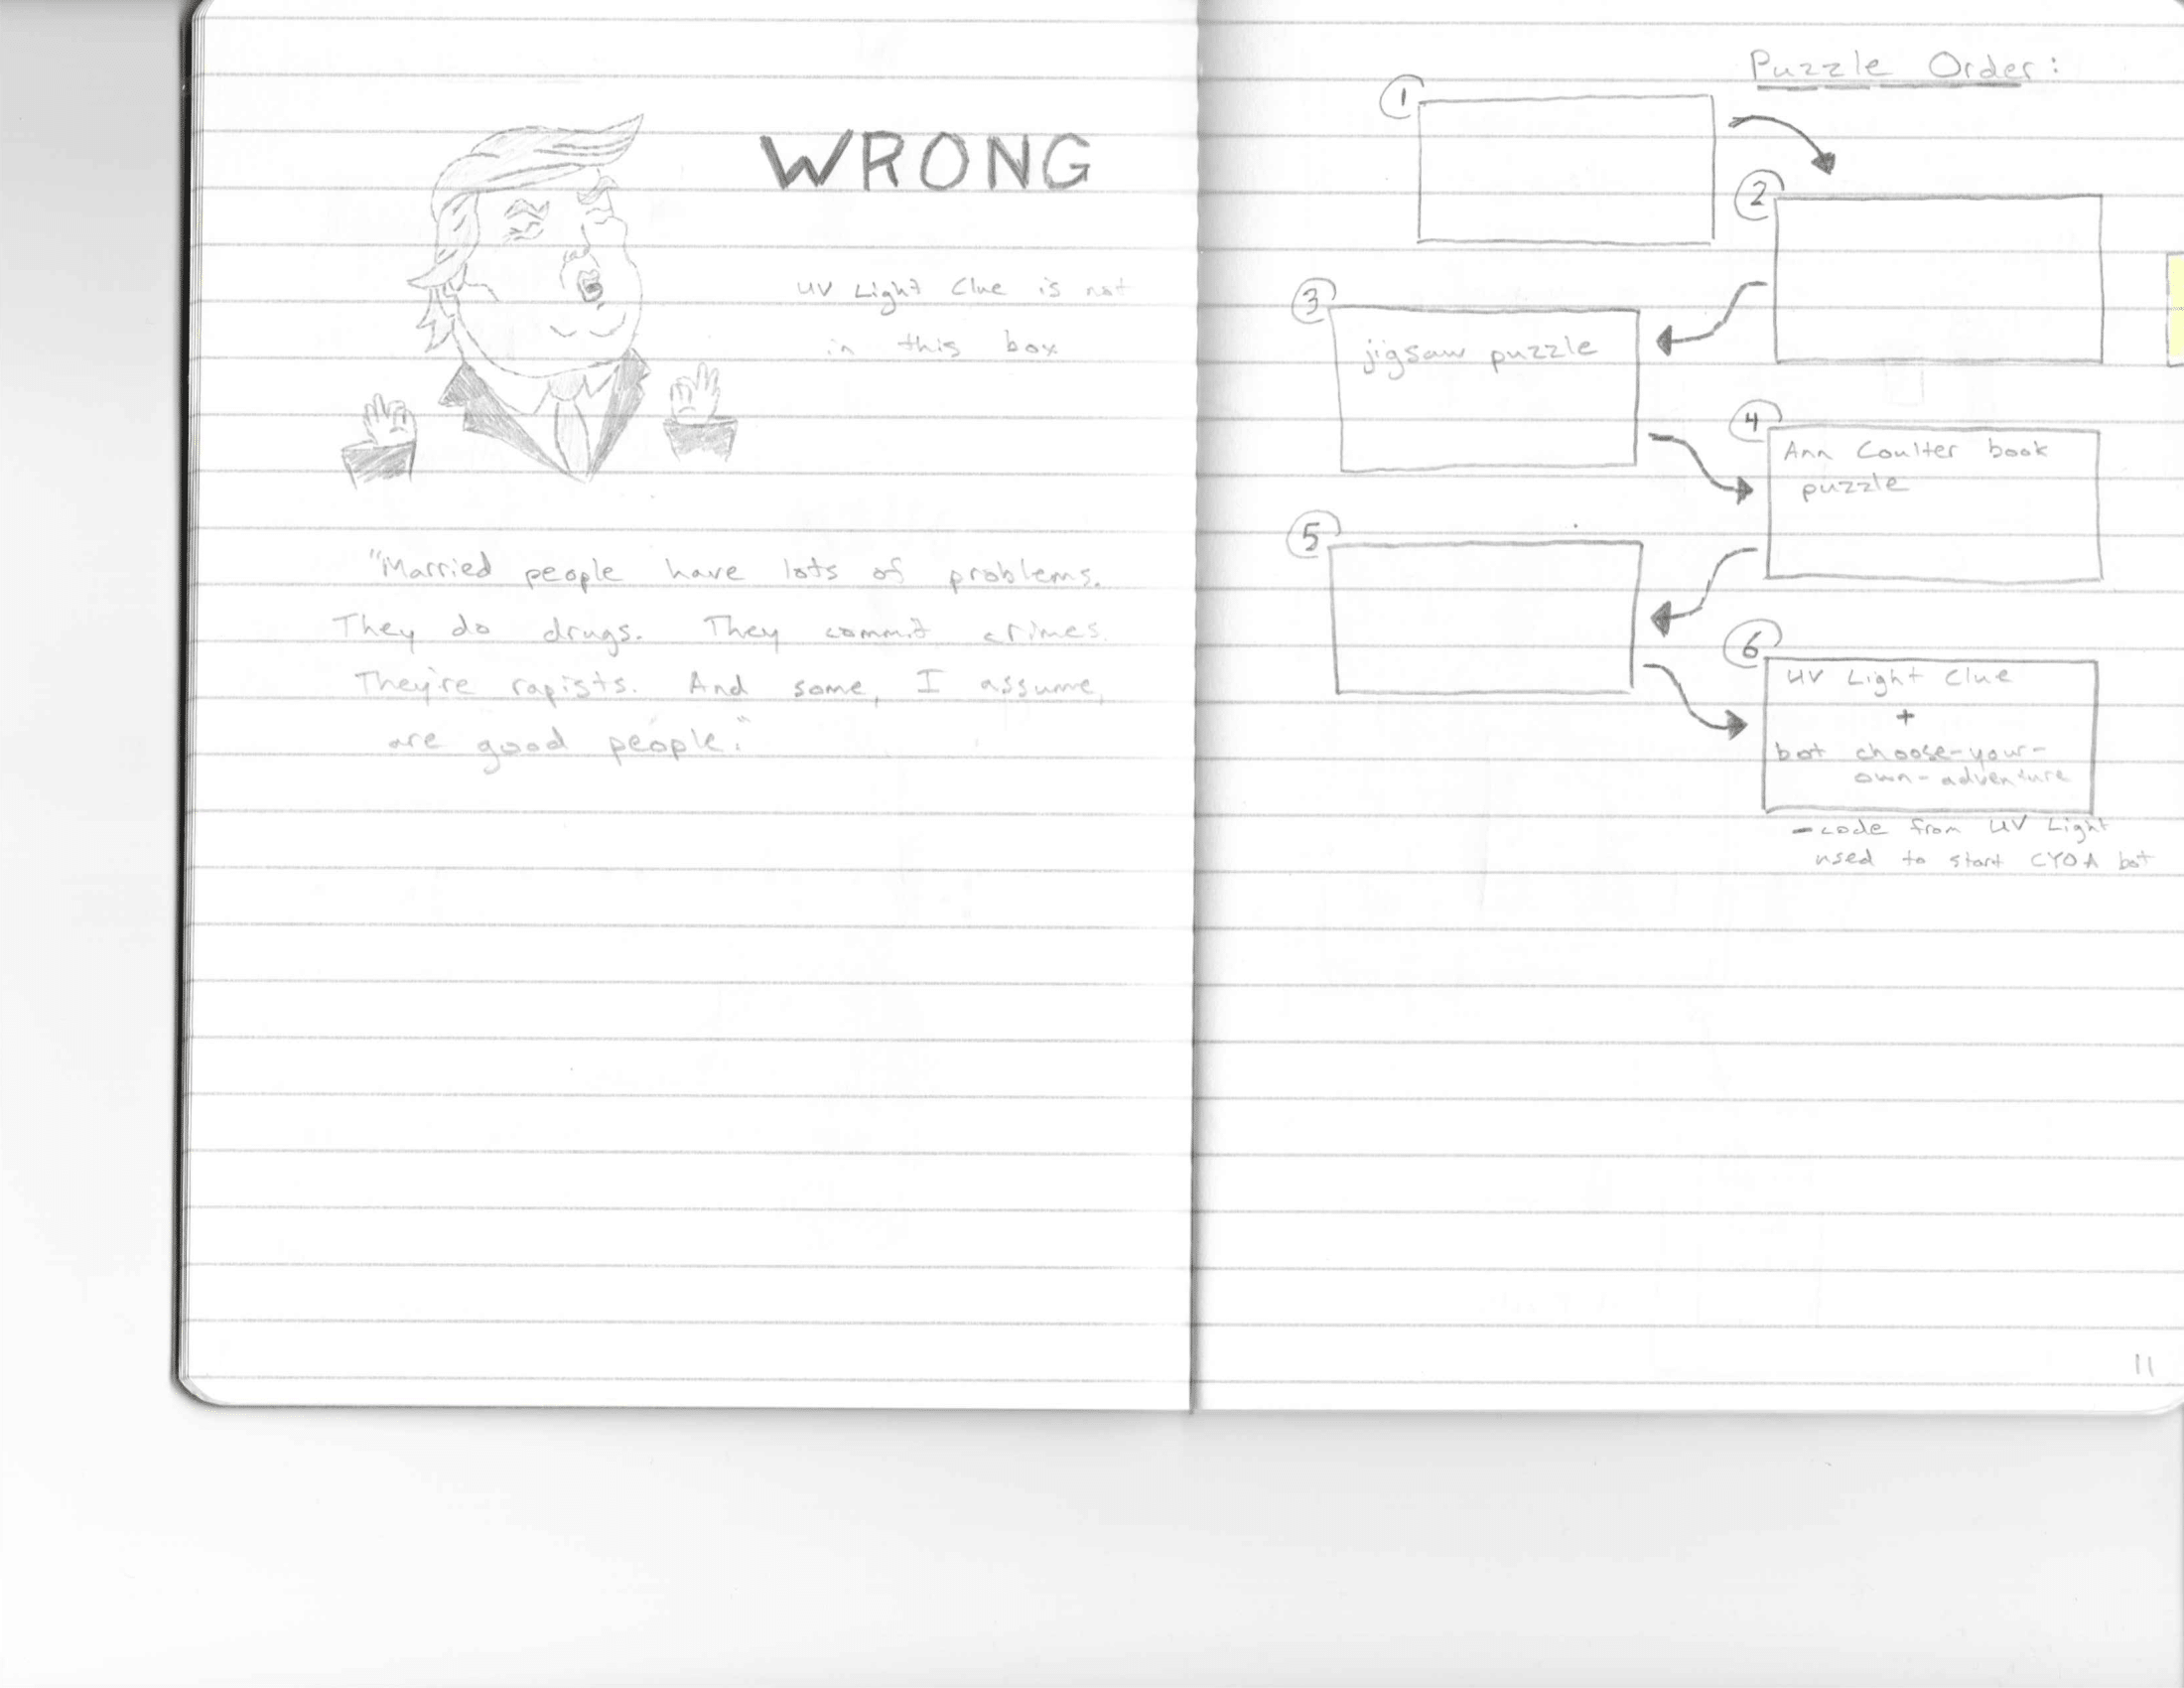 WRONG
UV Light Clue is not
in this box
"Married people have lots of problems.
They do drugs. They commit crimes.
They're rapists. And some, I assume,
are good people."
Puzzle Order:
1
2
3
jigsaw puzzle
4
Ann Coulter book
puzzle
5
6
UV Light Clue
+
bot choose-your-
own-adventure
- code from UV Light
used to start CYOA bot
11